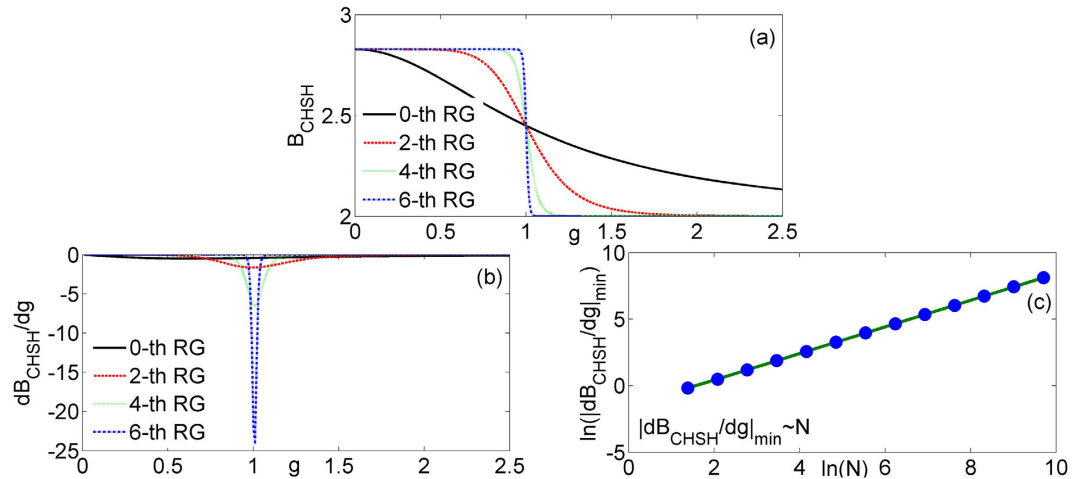 (a)
3
2.5
2
B_CHSH
0-th RG
2-th RG
4-th RG
6-th RG
0 0.5 1 1.5 2 2.5
g
(b)
0
-5
-10
-15
-20
-25
dB_CHSH/dg
0-th RG
2-th RG
4-th RG
6-th RG
0 0.5 1 1.5 2 2.5
g
(c)
10
5
0
-5
ln(|dB_CHSH/dg|_min)
|dB_CHSH/dg|_min~N
0 2 4 6 8 10
ln(N)